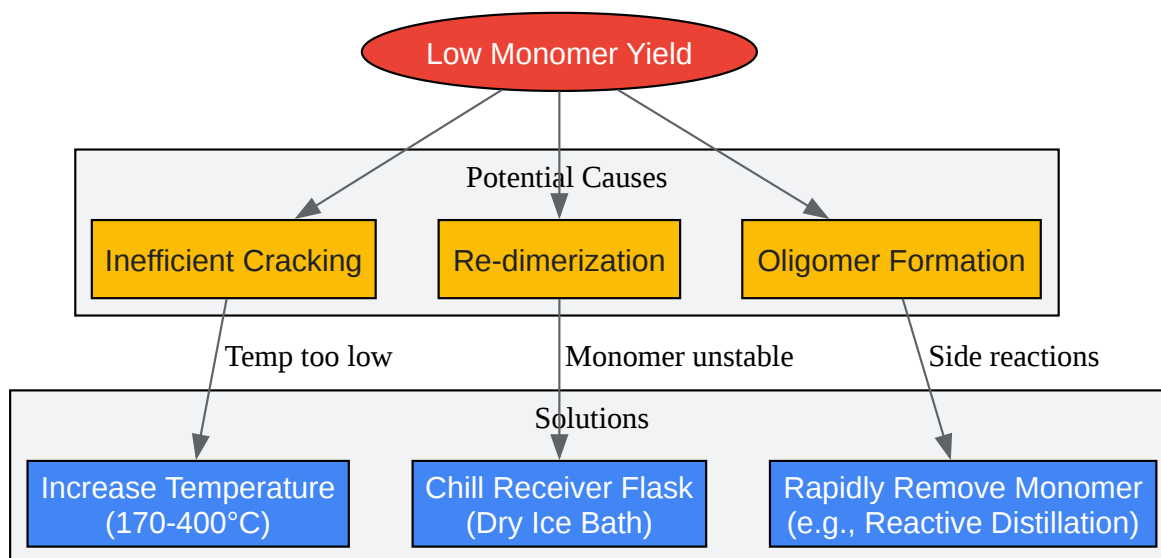 Low Monomer Yield
Potential Causes
Inefficient Cracking
Re-dimerization
Oligomer Formation
Temp too low
Monomer unstable
Side reactions
Solutions
Increase Temperature
(170-400°C)
Chill Receiver Flask
(Dry Ice Bath)
Rapidly Remove Monomer
(e.g., Reactive Distillation)